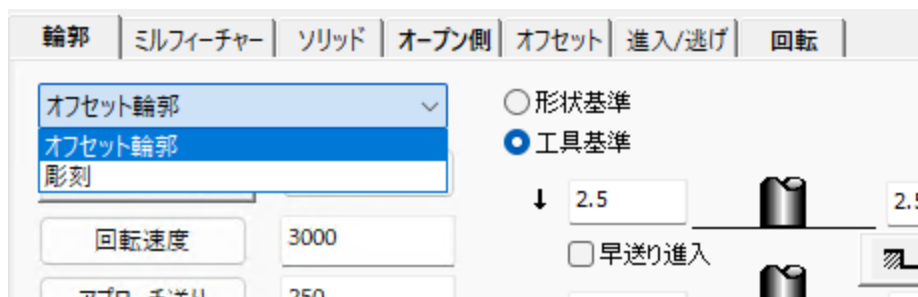 輪郭 ミルフィーチャー ソリッド オープン側 オフセット 進入/逃げ 回転
オフセット輪郭 形状基準
オフセット輪郭 工具基準
彫刻
2.5
回転速度 3000
早送り進入
250